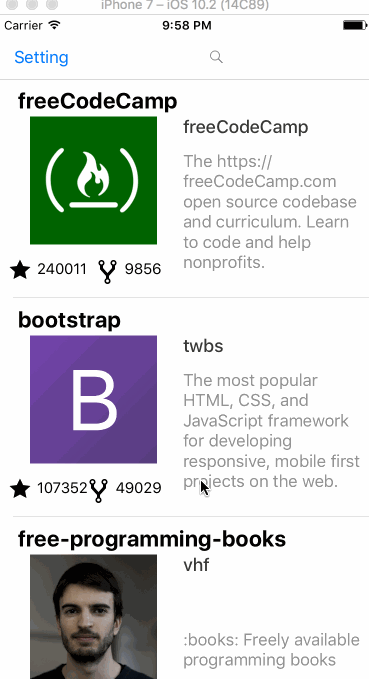 iPhone 7 – iOS 10.2 (14C89)
Carrier 9:58 PM
Setting
freeCodeCamp
freeCodeCamp
The https://
freeCodeCamp.com
open source codebase
and curriculum. Learn
to code and help
nonprofits.
240011 9856
bootstrap
B
twbs
The most popular
HTML, CSS, and
JavaScript framework
for developing
responsive, mobile first
projects on the web.
107352 49029
free-programming-books
vhf
:books: Freely available
programming books